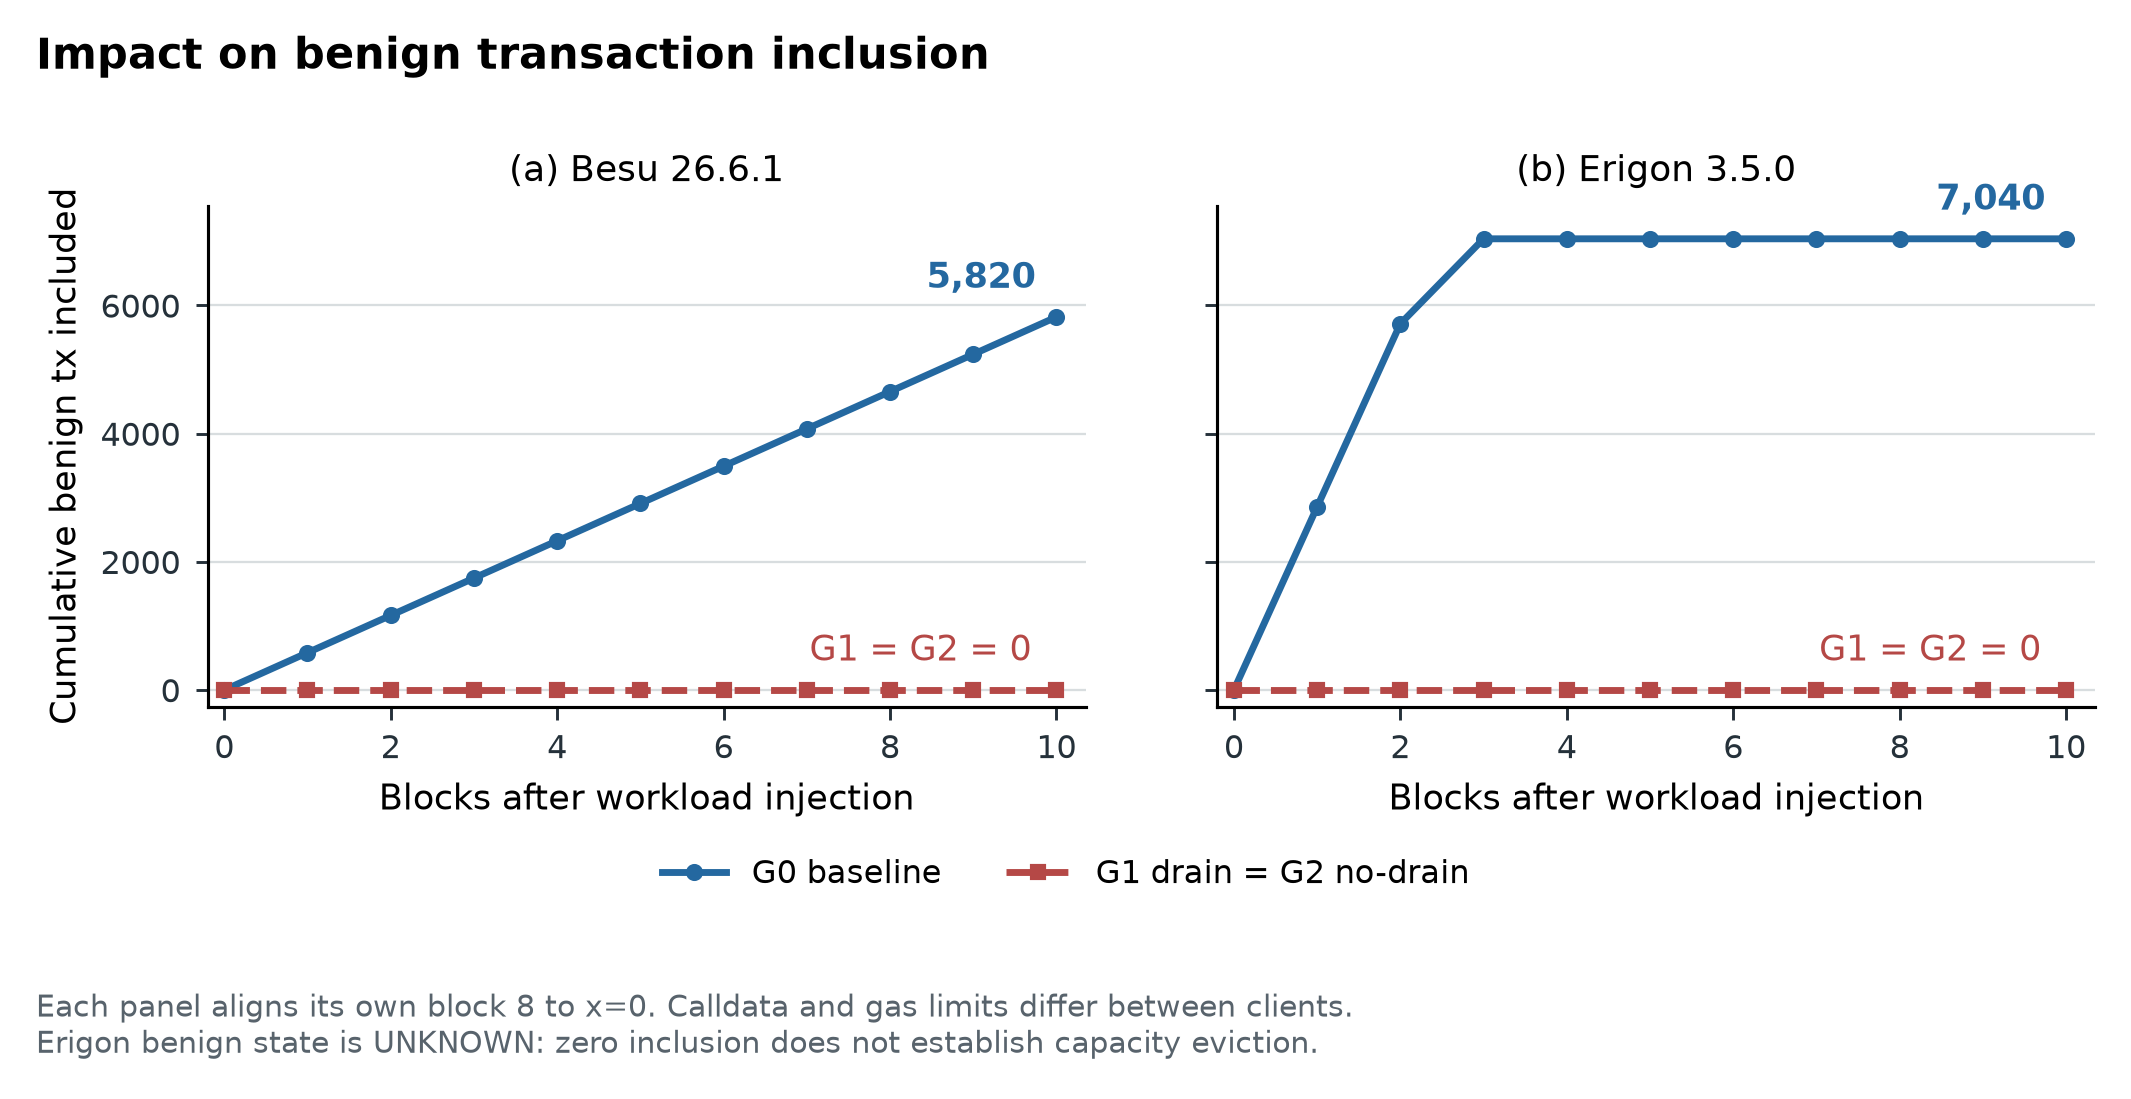 Impact on benign transaction inclusion
(a) Besu 26.6.1
Cumulative benign tx included
6000
4000
2000
0
5,820
G1 = G2 = 0
0 2 4 6 8 10
Blocks after workload injection
(b) Erigon 3.5.0
7,040
G1 = G2 = 0
0 2 4 6 8 10
Blocks after workload injection
G0 baseline
G1 drain = G2 no-drain
Each panel aligns its own block 8 to x=0. Calldata and gas limits differ between clients.
Erigon benign state is UNKNOWN: zero inclusion does not establish capacity eviction.